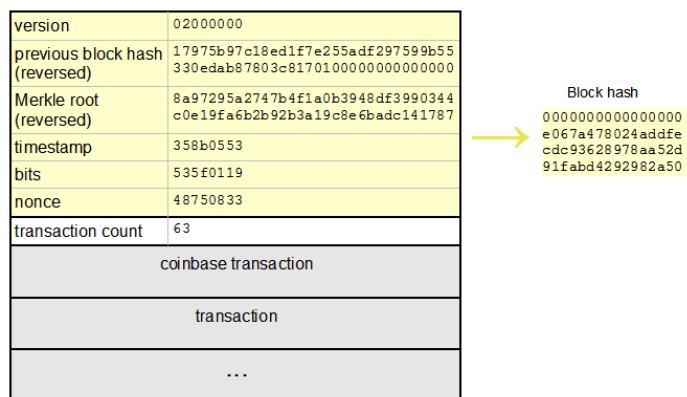 version 02000000
previous block hash 17975b97c18ed1f7e255adf297599b55
(reversed) 330edab87803c8170100000000000000
Merkle root 8a97295a2747b4f1a0b3948df3990344
(reversed) c0e19fa6b2b92b3a19c8e6badc141787
timestamp 358b0553
bits 535f0119
nonce 48750833
transaction count 63
coinbase transaction
transaction
...
Block hash
0000000000000000
e067a478024addfe
cdc93628978aa52d
91fabd4292982a50